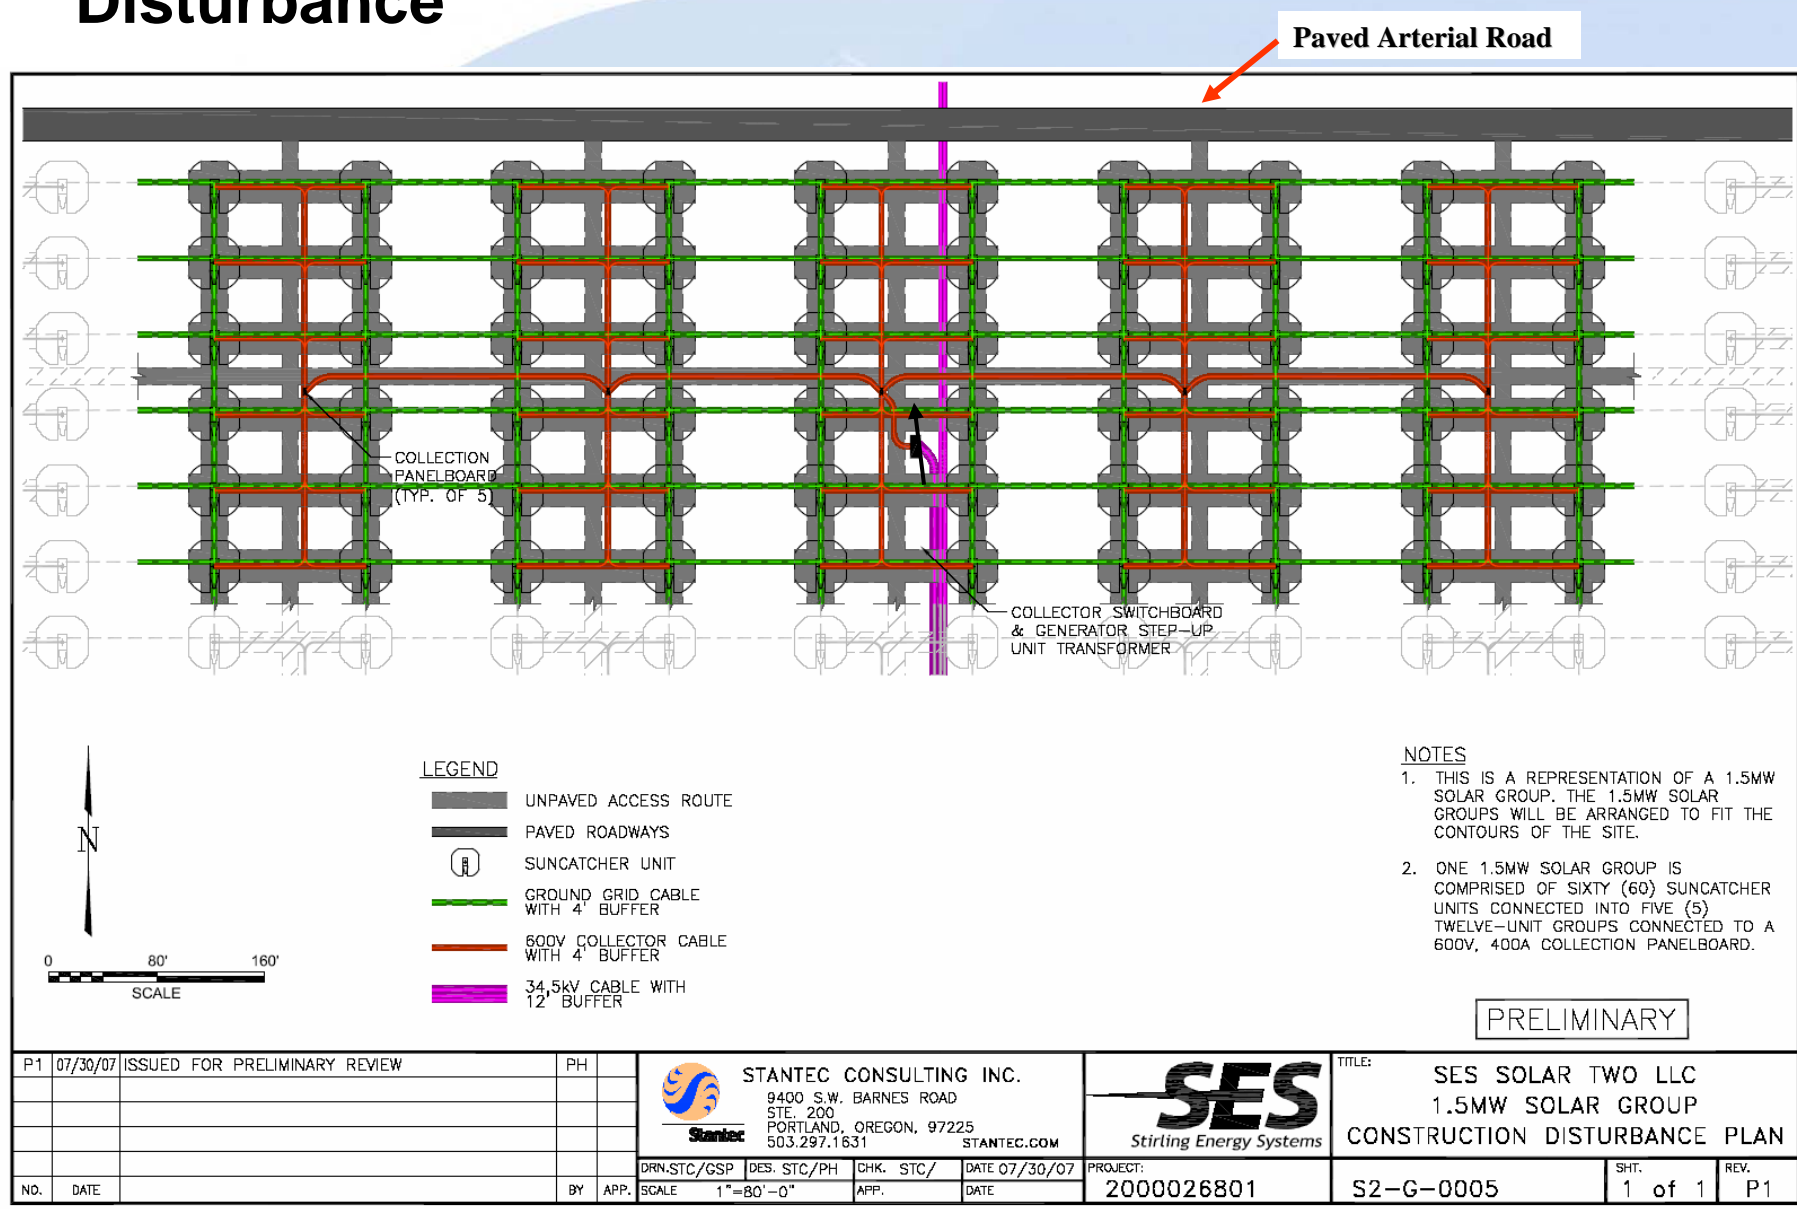 Disturbance
Paved Arterial Road
COLLECTION
PANELBOARD
(TYP. OF 5)
COLLECTOR SWITCHBOARD
& GENERATOR STEP-UP
UNIT TRANSFORMER
N
0 80' 160'
SCALE
LEGEND
UNPAVED ACCESS ROUTE
PAVED ROADWAYS
SUNCATCHER UNIT
GROUND GRID CABLE
WITH 4' BUFFER
600V COLLECTOR CABLE
WITH 4' BUFFER
34,5kV CABLE WITH
12' BUFFER
NOTES
1. THIS IS A REPRESENTATION OF A 1.5MW
SOLAR GROUP. THE 1.5MW SOLAR
GROUPS WILL BE ARRANGED TO FIT THE
CONTOURS OF THE SITE.
2. ONE 1.5MW SOLAR GROUP IS
COMPRISED OF SIXTY (60) SUNCATCHER
UNITS CONNECTED INTO FIVE (5)
TWELVE-UNIT GROUPS CONNECTED TO A
600V, 400A COLLECTION PANELBOARD.
PRELIMINARY
P1 07/30/07 ISSUED FOR PRELIMINARY REVIEW PH
NO. DATE BY APP.
Stantec
STANTEC CONSULTING INC.
9400 S.W. BARNES ROAD
STE. 200
PORTLAND, OREGON, 97225
503.297.1631 STANTEC.COM
DRN.STC/GSP DES. STC/PH CHK. STC/ DATE 07/30/07
SCALE 1"=80'-0" APP. DATE
SES
Stirling Energy Systems
PROJECT:
2000026801
TITLE:
SES SOLAR TWO LLC
1.5MW SOLAR GROUP
CONSTRUCTION DISTURBANCE PLAN
S2-G-0005
SHT.
1 of 1
REV.
P1